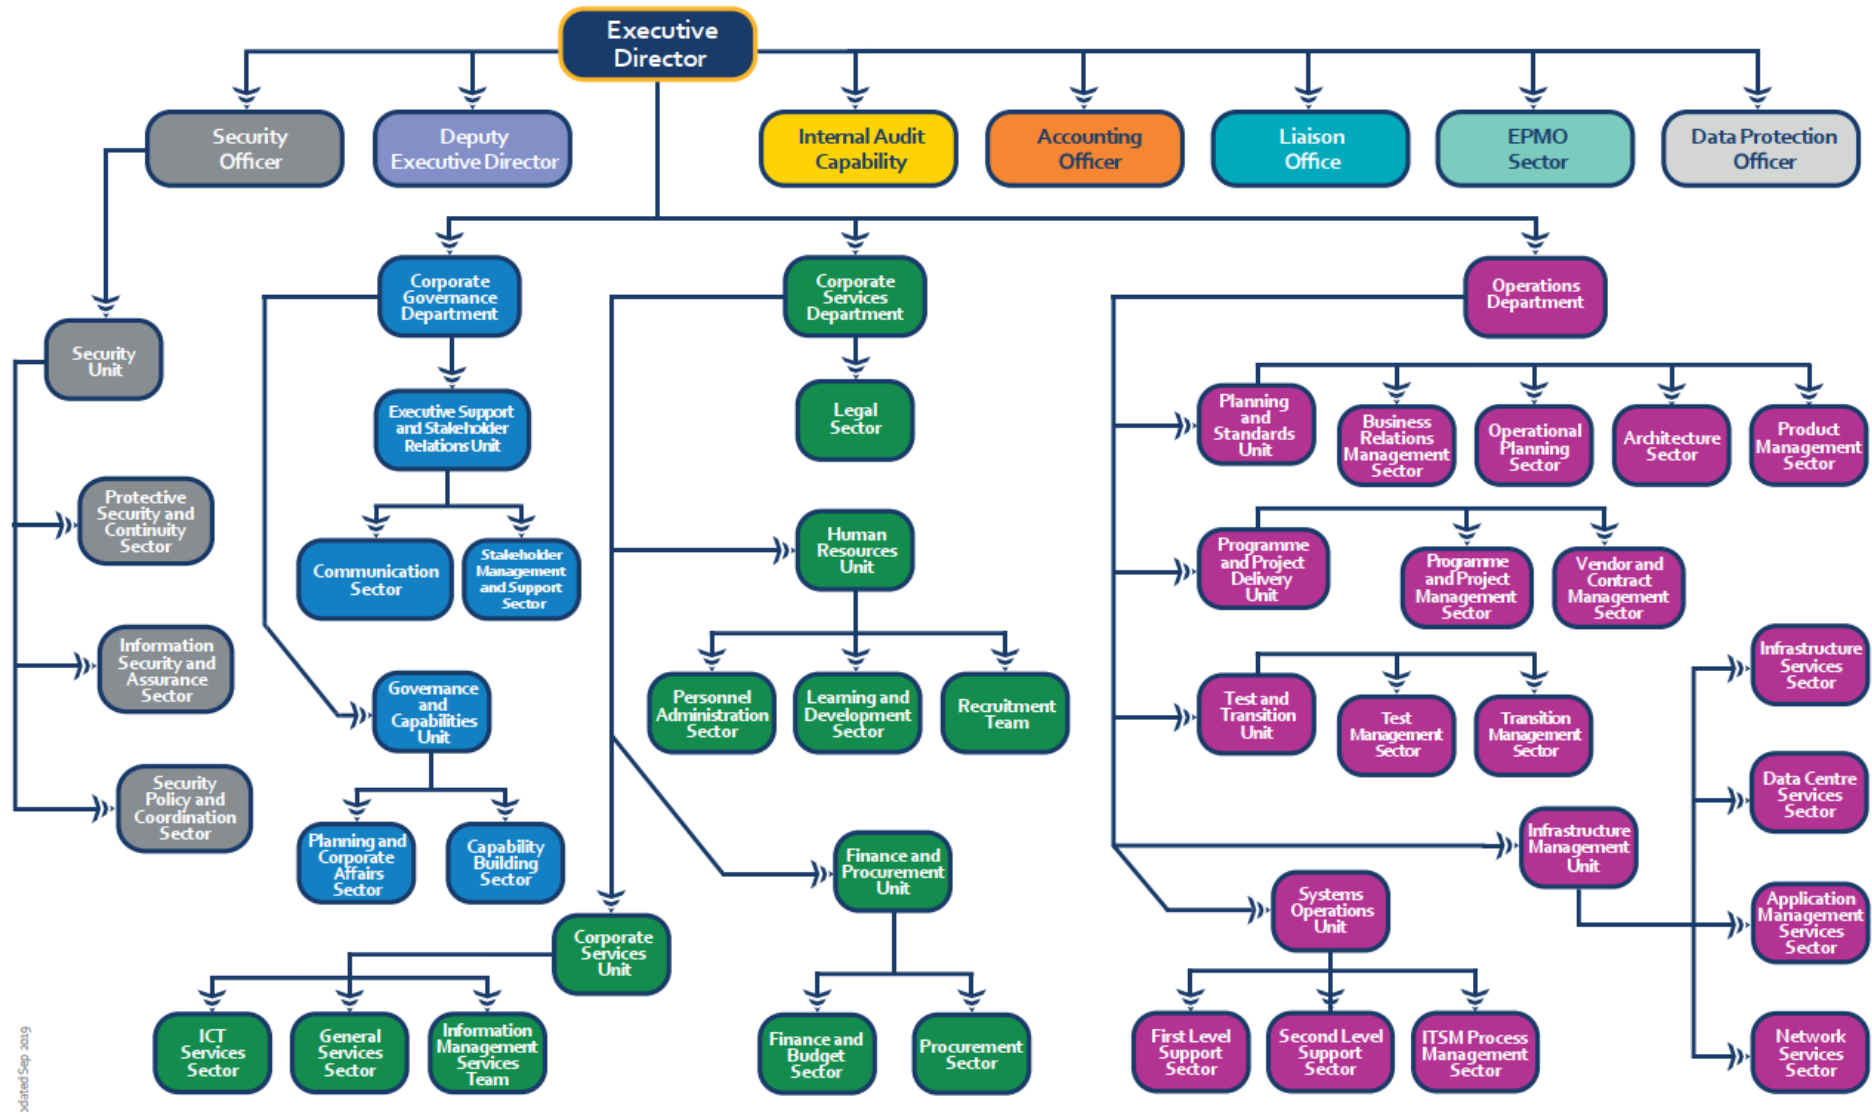 Executive
Director
Security
Officer
Deputy
Executive Director
Internal Audit
Capability
Accounting
Officer
Liaison
Office
EPMO
Sector
Data Protection
Officer
Corporate
Governance
Department
Corporate
Services
Department
Operations
Department
Security
Unit
Executive Support
and Stakeholder
Relations Unit
Legal
Sector
Planning
and
Standards
Unit
Business
Relations
Management
Sector
Operational
Planning
Sector
Architecture
Sector
Product
Management
Sector
Protective
Security and
Continuity
Sector
Communication
Sector
Stakeholder
Management
and Support
Sector
Human
Resources
Unit
Programme
and Project
Delivery
Unit
Programme
and Project
Management
Sector
Vendor and
Contract
Management
Sector
Information
Security and
Assurance
Sector
Governance
and
Capabilities
Unit
Personnel
Administration
Sector
Learning and
Development
Sector
Recruitment
Team
Test and
Transition
Unit
Test
Management
Sector
Transition
Management
Sector
Infrastructure
Services
Sector
Security
Policy and
Coordination
Sector
Planning and
Corporate
Affairs
Sector
Capability
Building
Sector
Finance and
Procurement
Unit
Infrastructure
Management
Unit
Data Centre
Services
Sector
Corporate
Services
Unit
Systems
Operations
Unit
Application
Management
Services
Sector
ICT
Services
Sector
General
Services
Sector
Information
Management
Services
Team
Finance and
Budget
Sector
Procurement
Sector
First Level
Support
Sector
Second Level
Support
Sector
ITSM Process
Management
Sector
Network
Services
Sector
pdated Sep 2019